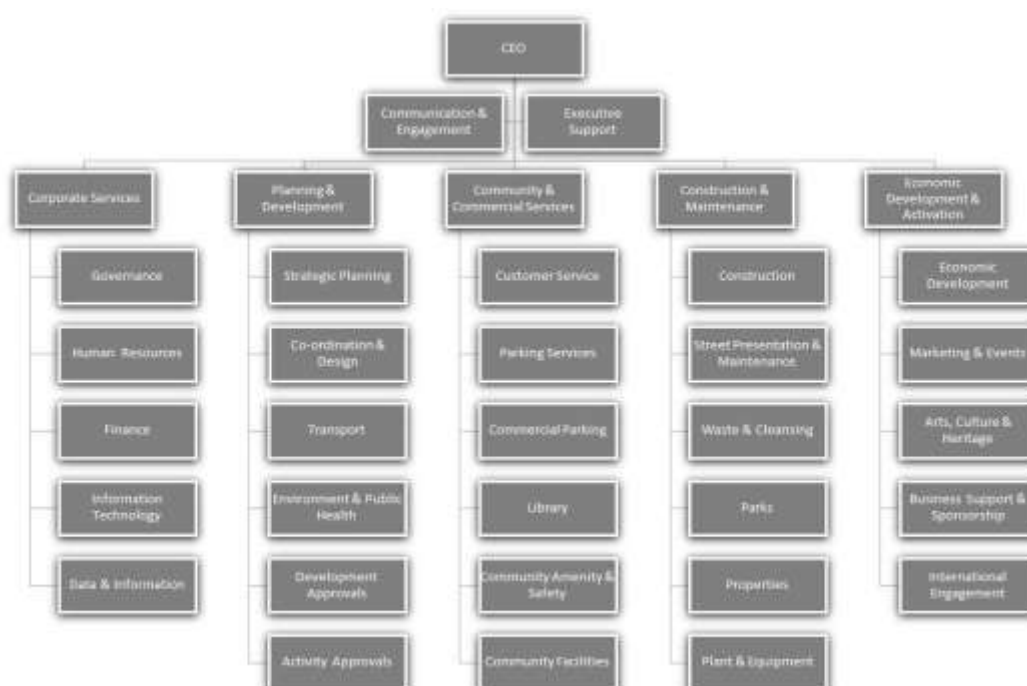 CEO
Communication &
Engagement
Executive
Support
Corporate Services
Governance
Human Resources
Finance
Information
Technology
Data & Information
Planning &
Development
Strategic Planning
Co-ordination &
Design
Transport
Environment & Public
Health
Development
Approvals
Activity Approvals
Community &
Commercial Services
Customer Service
Parking Services
Commercial Parking
Library
Community Amenity &
Safety
Community Facilities
Construction &
Maintenance
Construction
Street Presentation &
Maintenance
Waste & Cleansing
Parks
Properties
Plant & Equipment
Economic
Development &
Activation
Economic
Development
Marketing & Events
Arts, Culture &
Heritage
Business Support &
Sponsorship
International
Engagement